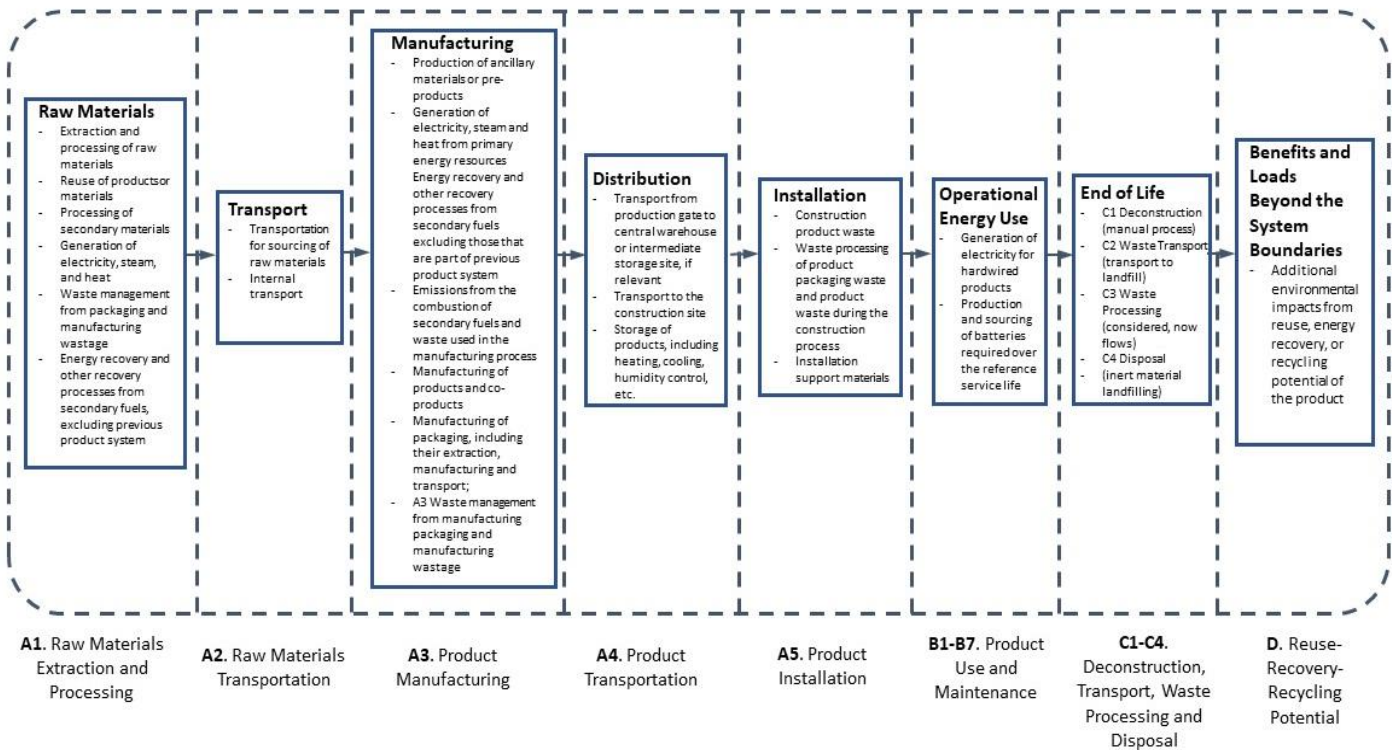 Raw Materials
- Extraction and
processing of raw
materials
- Reuse of productsor
materials
- Processing of
secondary materials
- Generation of
electricity, steam, and
heat
- Waste management
from packaging and
manufacturing
wastage
- Energy recovery and
other recovery
processes from
secondary fuels,
excluding previous
product system
Transport
- Transportation
for sourcing of
raw materials
- Internal
transport
Manufacturing
- Production of ancillary
materials or pre-
products
- Generation of
electricity, steam and
heat from primary
energy resources
Energy recovery and
other recovery
processes from
secondary fuels
excluding those that
are part of previous
product system
- Emissions from the
combustion of
secondary fuels and
waste used in the
manufacturing process
- Manufacturing of
products and co-
products
- Manufacturing of
packaging, including
their extraction,
manufacturing and
transport;
- A3 Waste management
from manufacturing
packaging and
manufacturing
wastage
Distribution
- Transport from
production gate to
central warehouse
or intermediate
storage site, if
relevant
- Transport to the
construction site
- Storage of
products, including
heating, cooling,
humidity control,
etc.
Installation
- Construction
product waste
- Waste processing
of product
packaging waste
and product
waste during the
construction
process
- Installation
support materials
Operational
Energy Use
- Generation of
electricity for
hardwired
products
- Production
and sourcing of
batteries
required over
the reference
service life
End of Life
- C1 Deconstruction
(manual process)
- C2 Waste Transport
(transport to
landfill)
- C3 Waste
Processing
(considered, now
flows)
- C4 Disposal
- (inert material
landfilling)
Benefits and
Loads
Beyond the
System
Boundaries
- Additional
environmental
impacts from
reuse, energy
recovery, or
recycling
potential of
the product
A1. Raw Materials
Extraction and
Processing
A2. Raw Materials
Transportation
A3. Product
Manufacturing
A4. Product
Transportation
A5. Product
Installation
B1-B7. Product
Use and
Maintenance
C1-C4.
Deconstruction,
Transport, Waste
Processing and
Disposal
D. Reuse-
Recovery-
Recycling
Potential